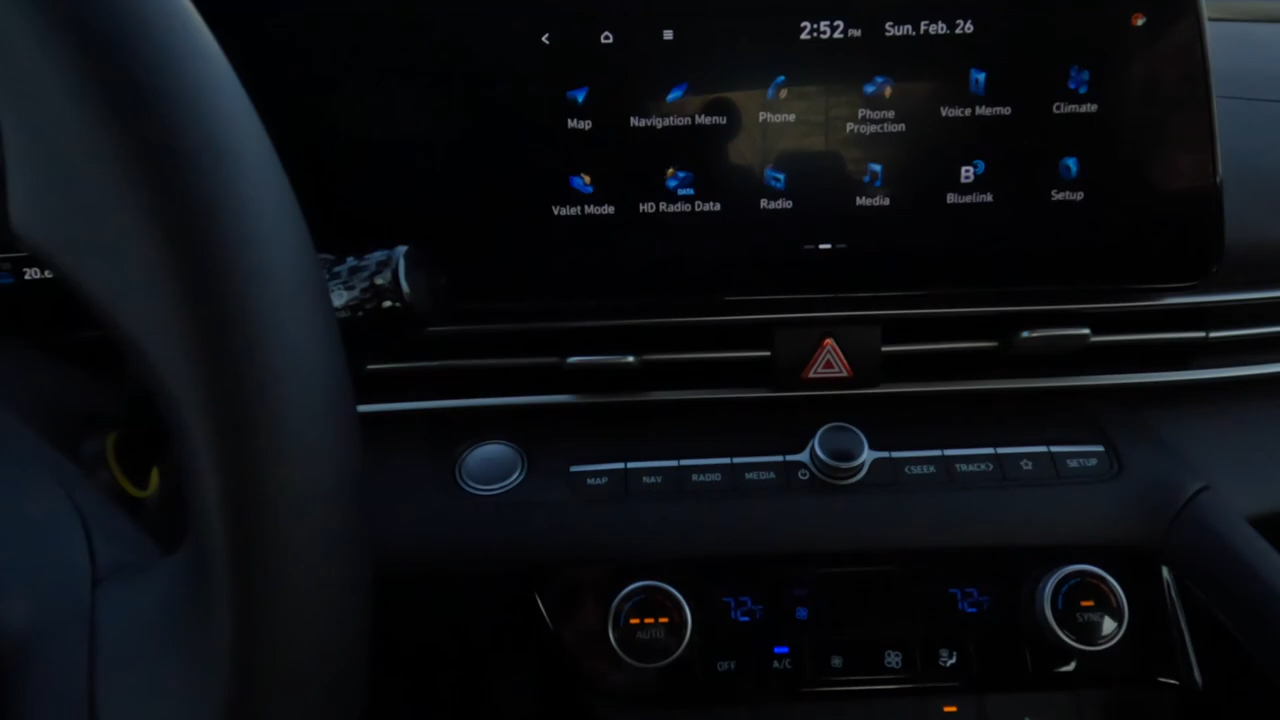 2:52 PM Sun, Feb. 26
Map
Navigation Menu
Phone
Phone
Projection
Voice Memo
Climate
Valet Mode
DATA
HD Radio Data
Radio
Media
B
Bluelink
Setup
MAP
NAV
RADIO
MEDIA
<SEEK
TRACK>
SETUP
72°F
72°F
AUTO
SYNC
OFF
A/C